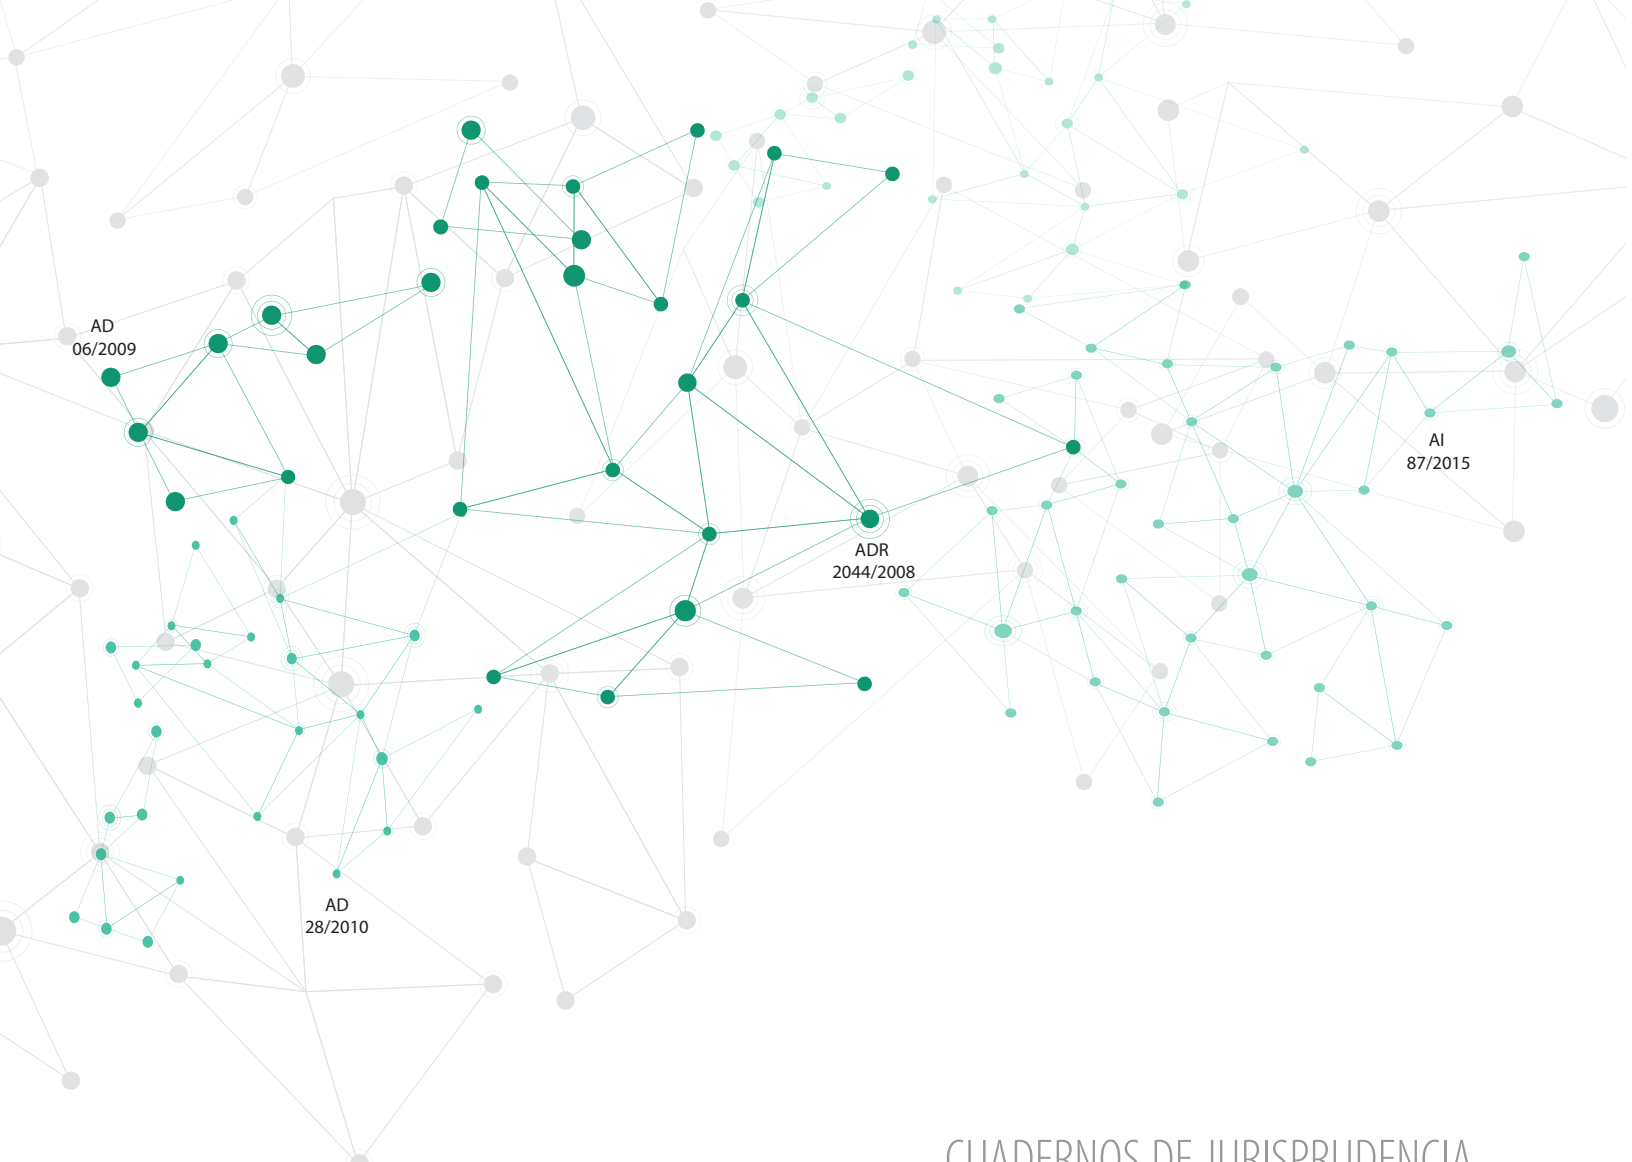 AD
06/2009
AI
87/2015
ADR
2044/2008
AD
28/2010
CUADERNOS DE JURISPRUDENCIA